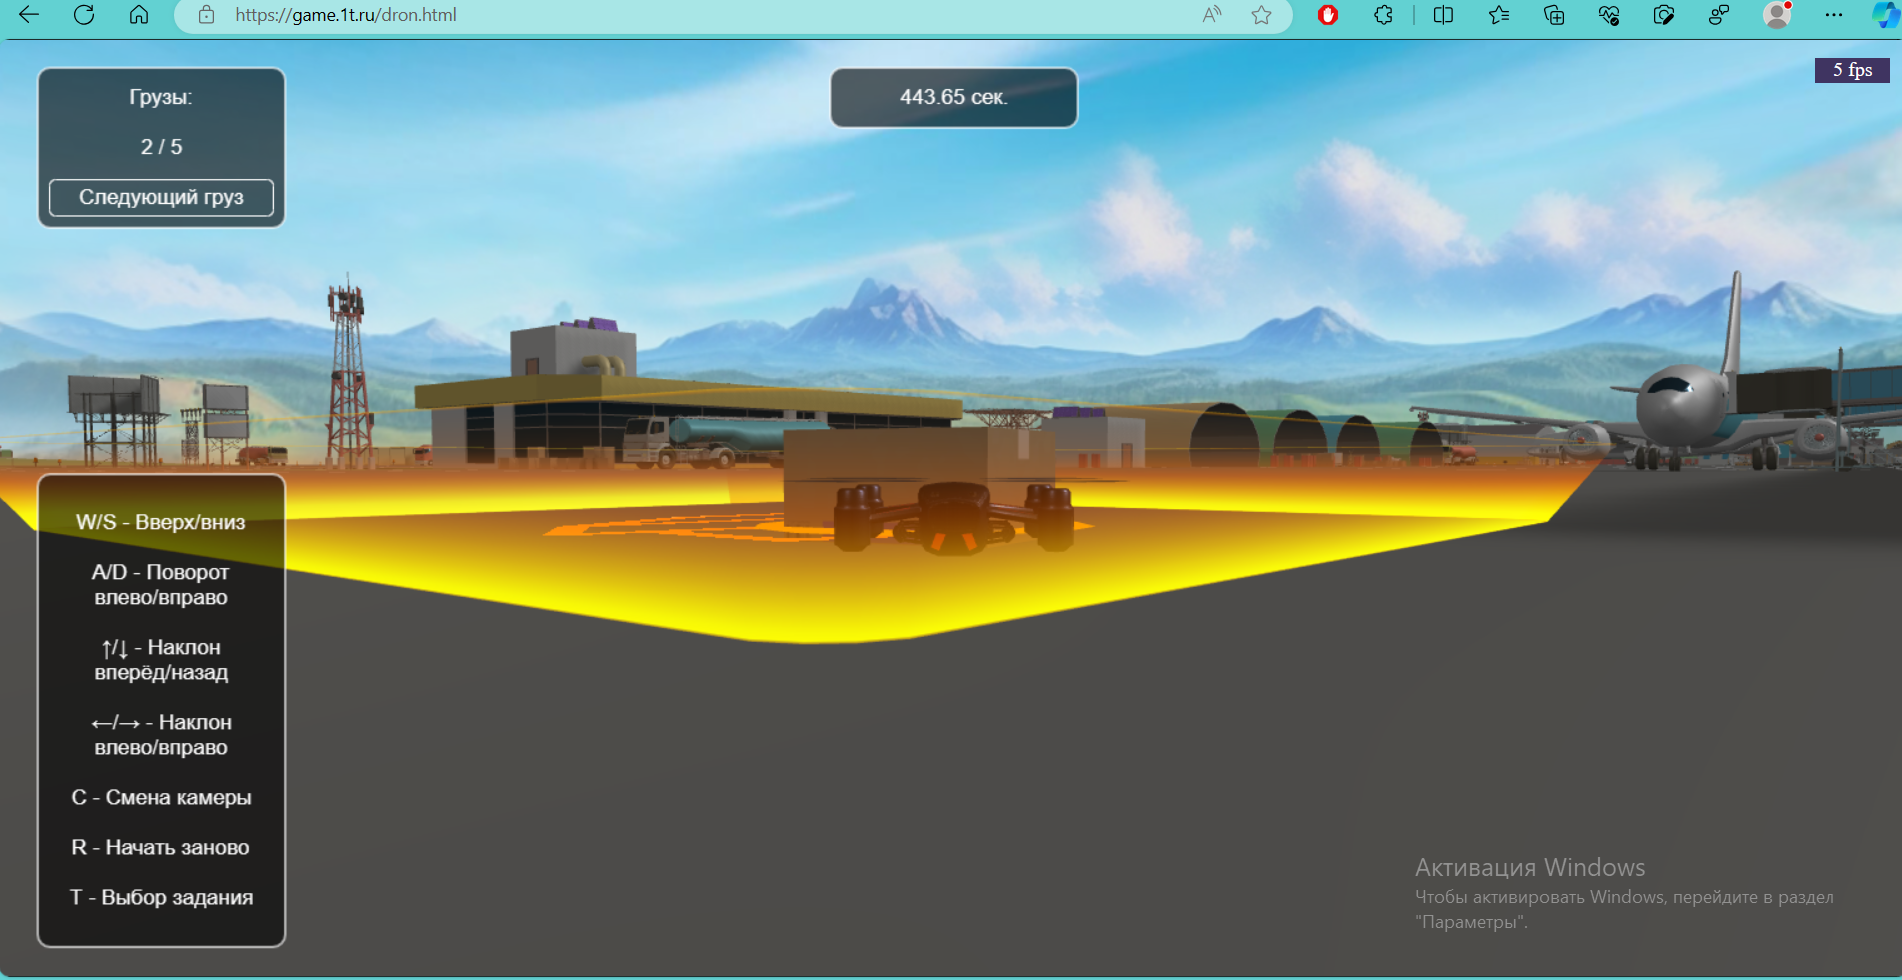 https://game.1t.ru/dron.html
5 fps
Грузы:
2 / 5
Следующий груз
443.65 сек.
W/S - Вверх/вниз
A/D - Поворот
влево/вправо
↑/↓ - Наклон
вперёд/назад
←/→ - Наклон
влево/вправо
C - Смена камеры
R - Начать заново
T - Выбор задания
Активация Windows
Чтобы активировать Windows, перейдите в раздел
"Параметры".